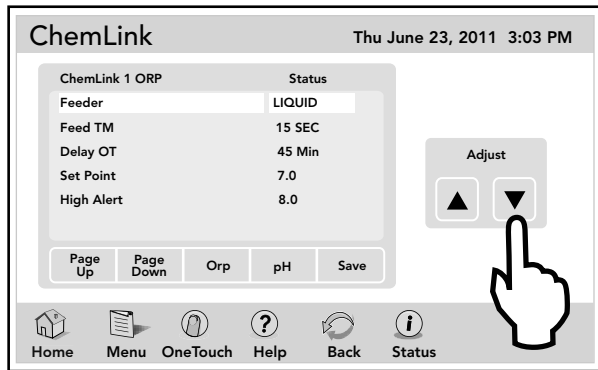 ChemLink Thu June 23, 2011 3:03 PM
ChemLink 1 ORP Status
Feeder LIQUID
Feed TM 15 SEC
Delay OT 45 Min
Set Point 7.0
High Alert 8.0
Adjust
Page Up Page Down Orp pH Save
Home Menu OneTouch Help Back Status